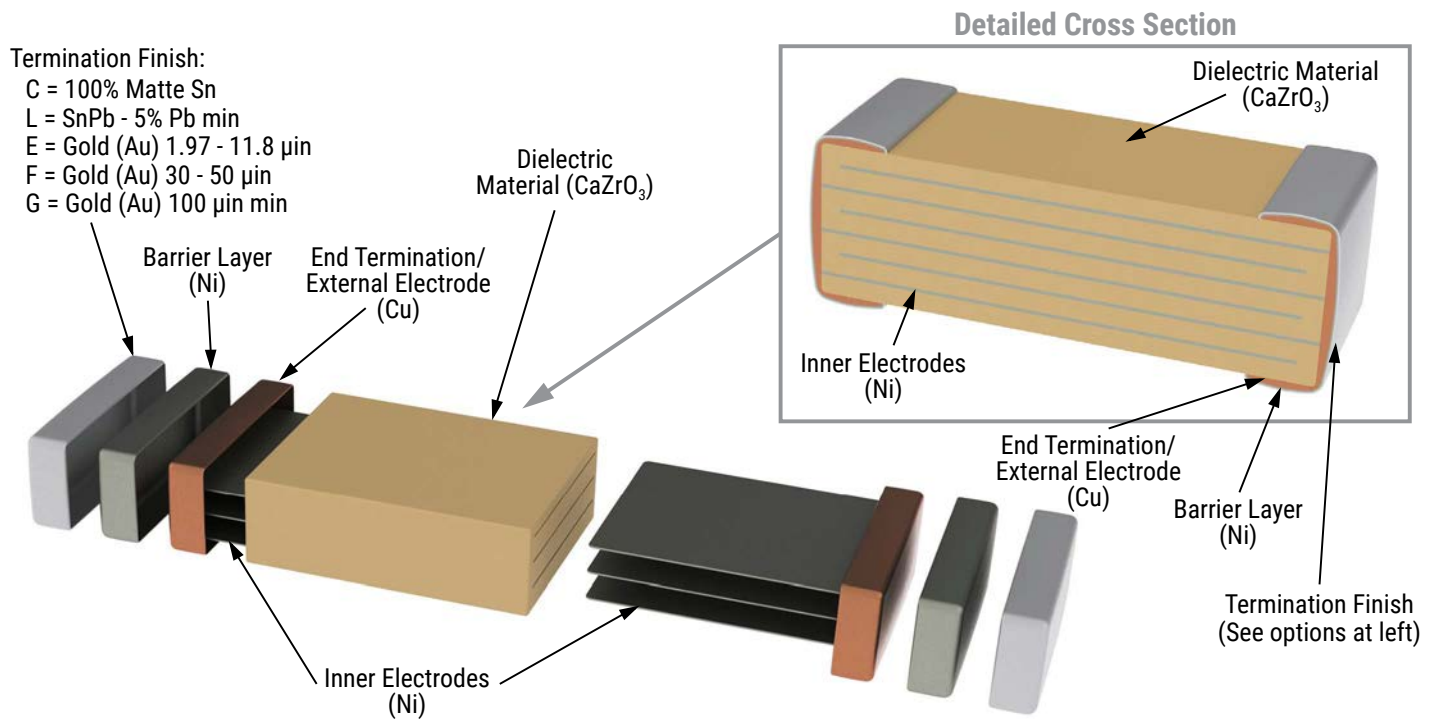 Detailed Cross Section
Termination Finish:
C = 100% Matte Sn
L = SnPb - 5% Pb min
E = Gold (Au) 1.97 - 11.8 μin
F = Gold (Au) 30 - 50 μin
G = Gold (Au) 100 μin min
Barrier Layer
(Ni)
End Termination/
External Electrode
(Cu)
Dielectric
Material (CaZrO₃)
Dielectric Material
(CaZrO₃)
Inner Electrodes
(Ni)
End Termination/
External Electrode
(Cu)
Barrier Layer
(Ni)
Termination Finish
(See options at left)
Inner Electrodes
(Ni)